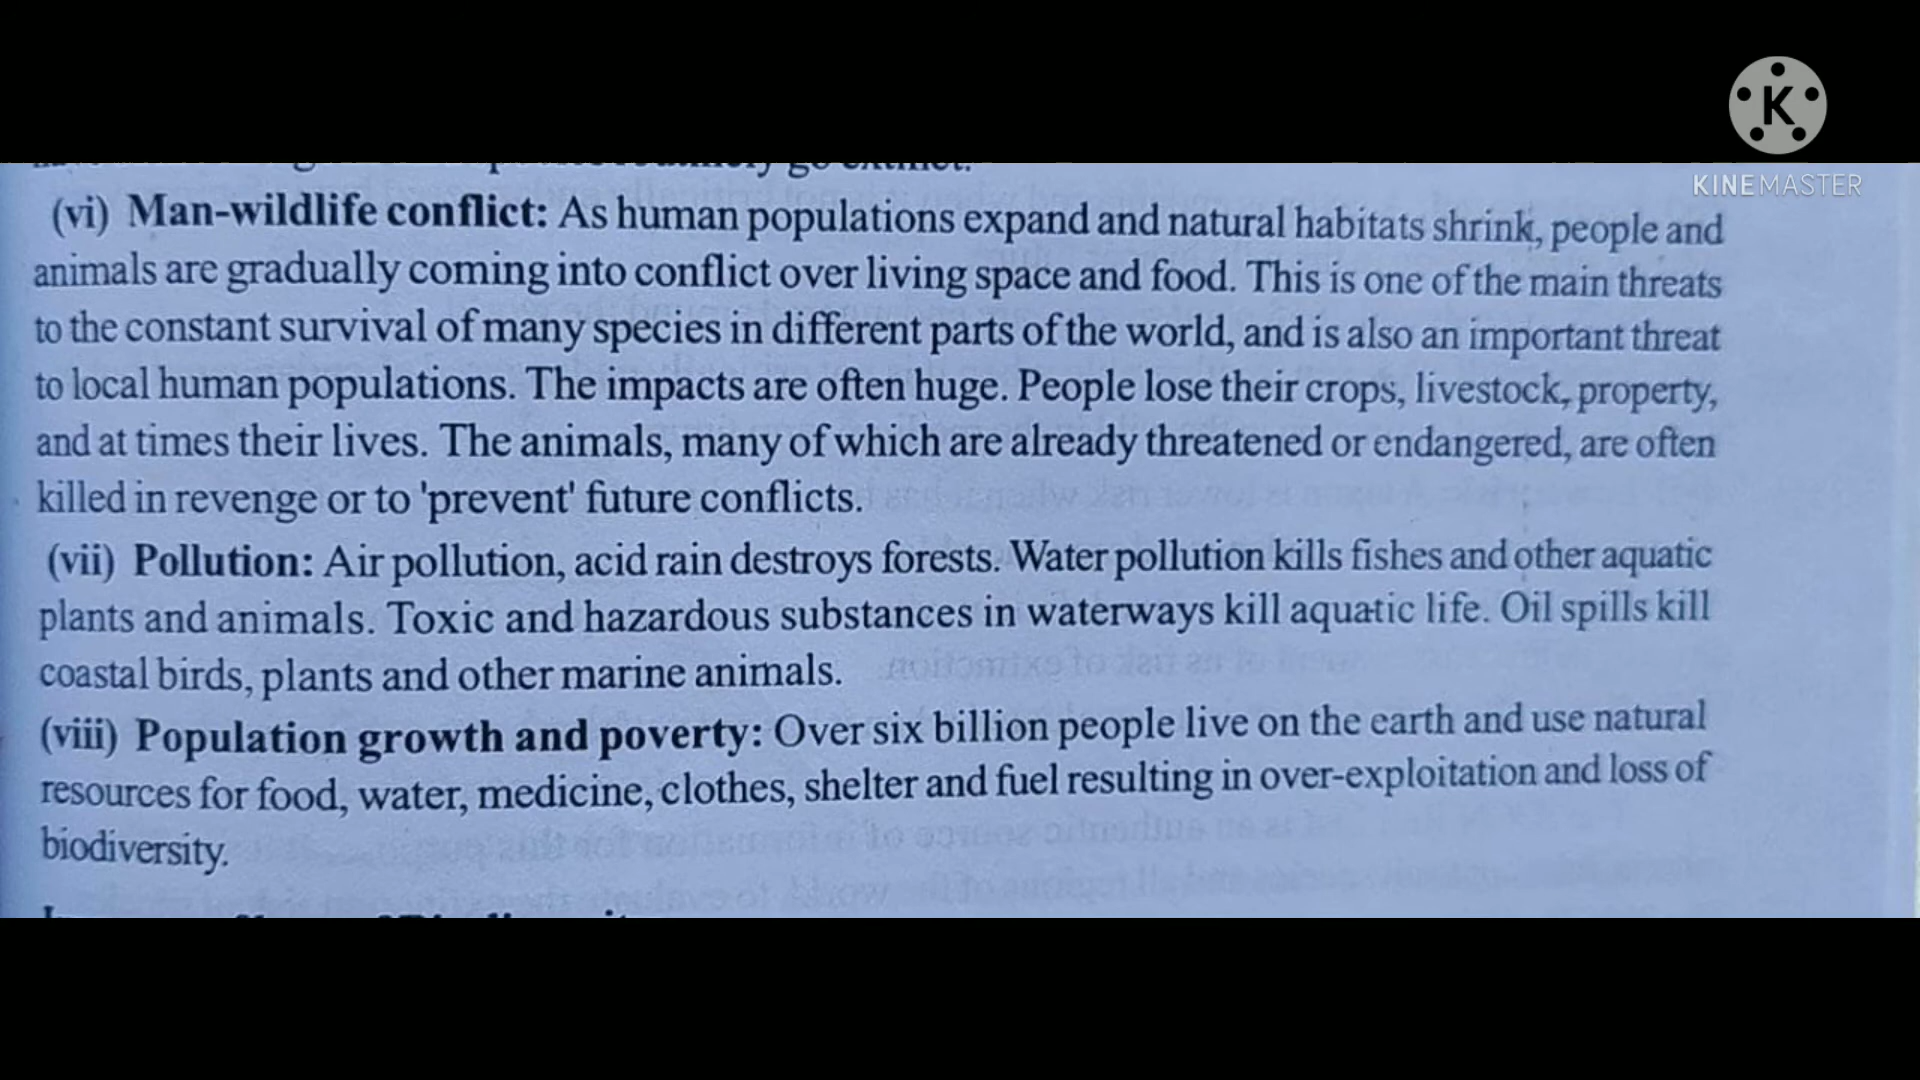 K
KINEMASTER
go extinct.
(vi) Man-wildlife conflict: As human populations expand and natural habitats shrink, people and
animals are gradually coming into conflict over living space and food. This is one of the main threats
to the constant survival of many species in different parts of the world, and is also an important threat
to local human populations. The impacts are often huge. People lose their crops, livestock, property,
and at times their lives. The animals, many of which are already threatened or endangered, are often
killed in revenge or to 'prevent' future conflicts.
(vii) Pollution: Air pollution, acid rain destroys forests. Water pollution kills fishes and other aquatic
plants and animals. Toxic and hazardous substances in waterways kill aquatic life. Oil spills kill
coastal birds, plants and other marine animals.
(viii) Population growth and poverty: Over six billion people live on the earth and use natural
resources for food, water, medicine, clothes, shelter and fuel resulting in over-exploitation and loss of
biodiversity.